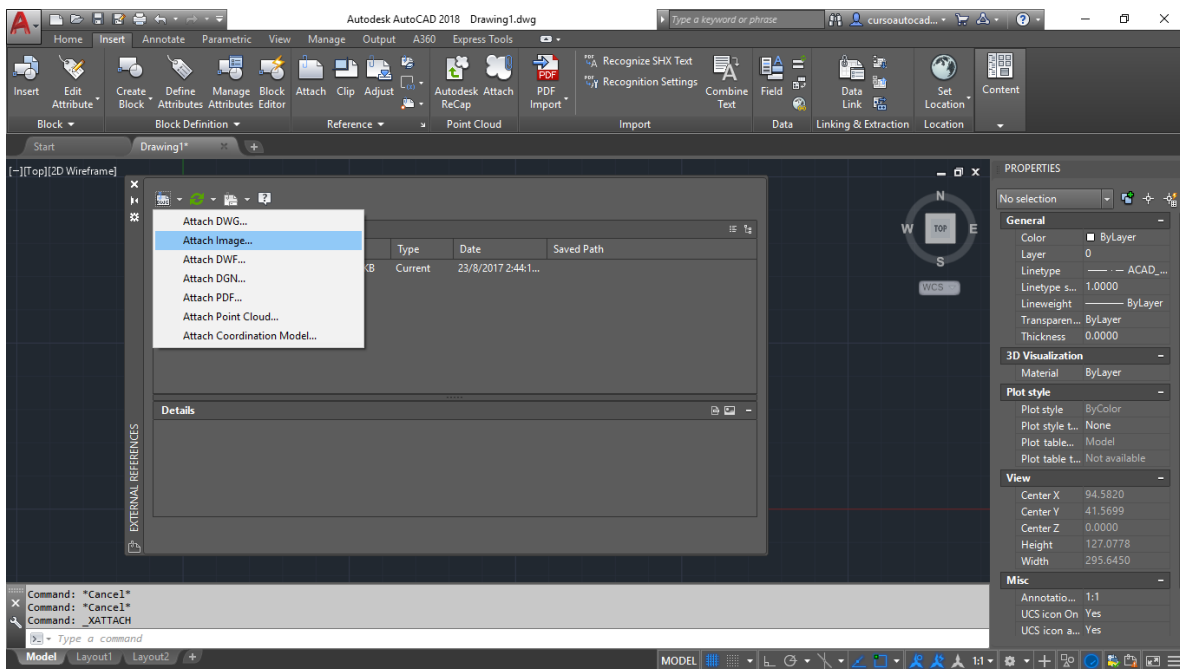 Autodesk AutoCAD 2018 Drawing1.dwg
Type a keyword or phrase
cursoautocad...
Home Insert Annotate Parametric View Manage Output A360 Express Tools
Insert
Edit Attribute
Create Block
Define Attributes
Manage Attributes
Block Editor
Attach Clip Adjust
Autodesk ReCap
Attach
PDF Import
Recognize SHX Text
Recognition Settings
Combine Text
Field
Data Link
Set Location
Content
Block Block Definition Reference Point Cloud Import Data Linking & Extraction Location
Start Drawing1* +
[−][Top][2D Wireframe]
Attach DWG...
Attach Image...
Attach DWF...
Attach DGN...
Attach PDF...
Attach Point Cloud...
Attach Coordination Model...
Type Date Saved Path
KB Current 23/8/2017 2:44:1...
Details
EXTERNAL REFERENCES
N
W TOP E
S
WCS
PROPERTIES
No selection
General
Color ByLayer
Layer 0
Linetype ACAD_...
Linetype s... 1.0000
Lineweight ByLayer
Transparen... ByLayer
Thickness 0.0000
3D Visualization
Material ByLayer
Plot style
Plot style ByColor
Plot style t... None
Plot table... Model
Plot table t... Not available
View
Center X 94.5820
Center Y 41.5699
Center Z 0.0000
Height 127.0778
Width 295.6450
Misc
Annotatio... 1:1
UCS icon On Yes
UCS icon a... Yes
Command: *Cancel*
Command: *Cancel*
Command: _XATTACH
Type a command
Model Layout1 Layout2 +
MODEL 1:1